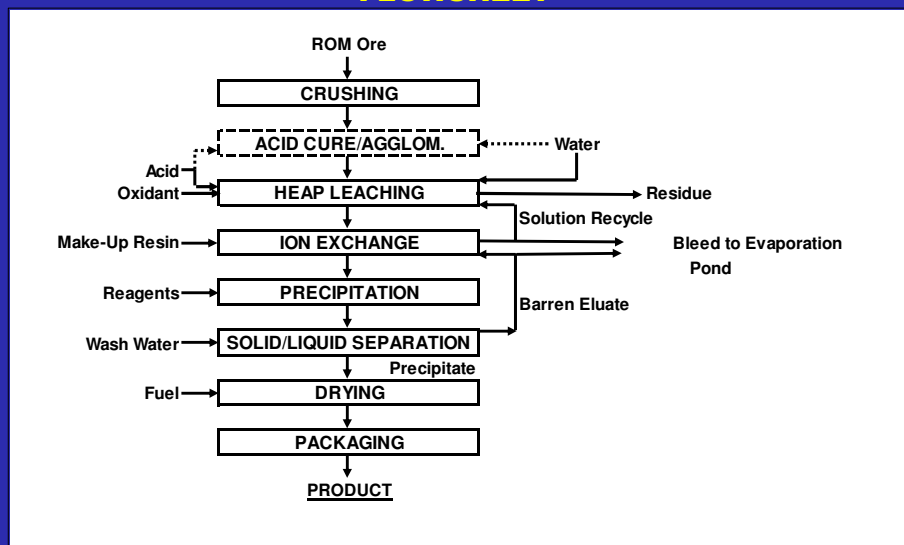 ROM Ore
CRUSHING
ACID CURE/AGGLOM.
Water
Acid
Oxidant
HEAP LEACHING
Residue
Solution Recycle
Make-Up Resin
ION EXCHANGE
Bleed to Evaporation
Pond
Reagents
PRECIPITATION
Barren Eluate
Wash Water
SOLID/LIQUID SEPARATION
Precipitate
Fuel
DRYING
PACKAGING
PRODUCT